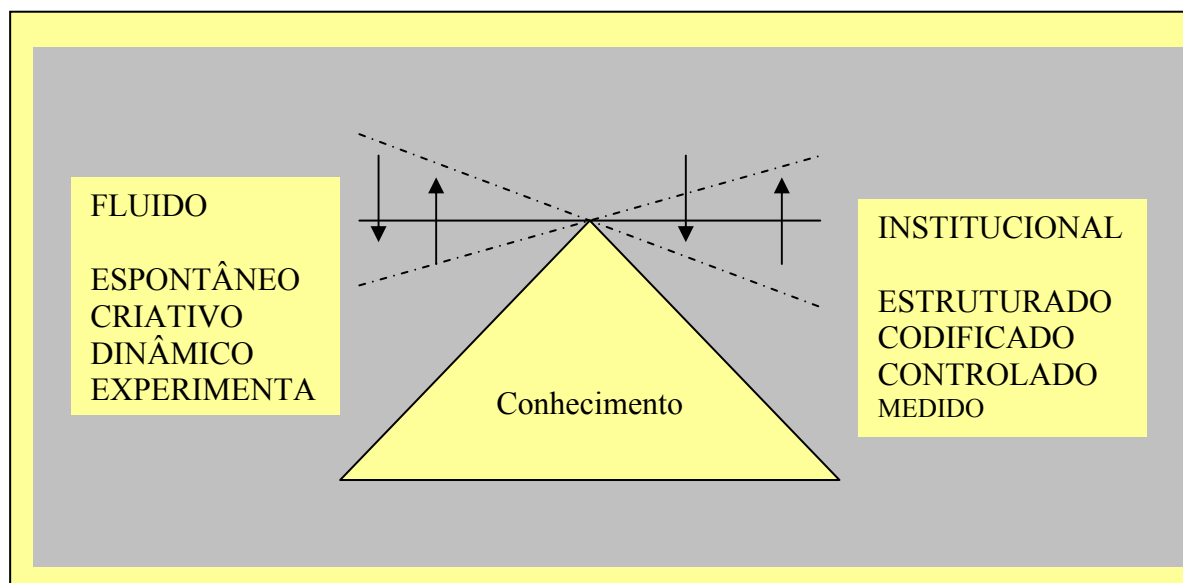 FLUIDO
ESPONTÂNEO
CRIATIVO
DINÂMICO
EXPERIMENTA
Conhecimento
INSTITUCIONAL
ESTRUTURADO
CODIFICADO
CONTROLADO
MEDIDO